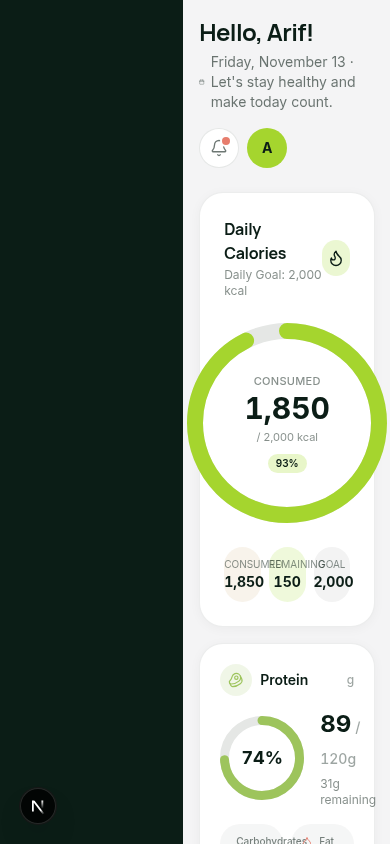 Hello, Arif!
Friday, November 13 ·
Let's stay healthy and
make today count.
A
Daily
Calories
Daily Goal: 2,000
kcal
CONSUMED
1,850
/ 2,000 kcal
93%
CONSUMED REMAINING GOAL
1,850 150 2,000
Protein g
89 /
74%
120g
31g
remaining
Carbohydrates Fat
N